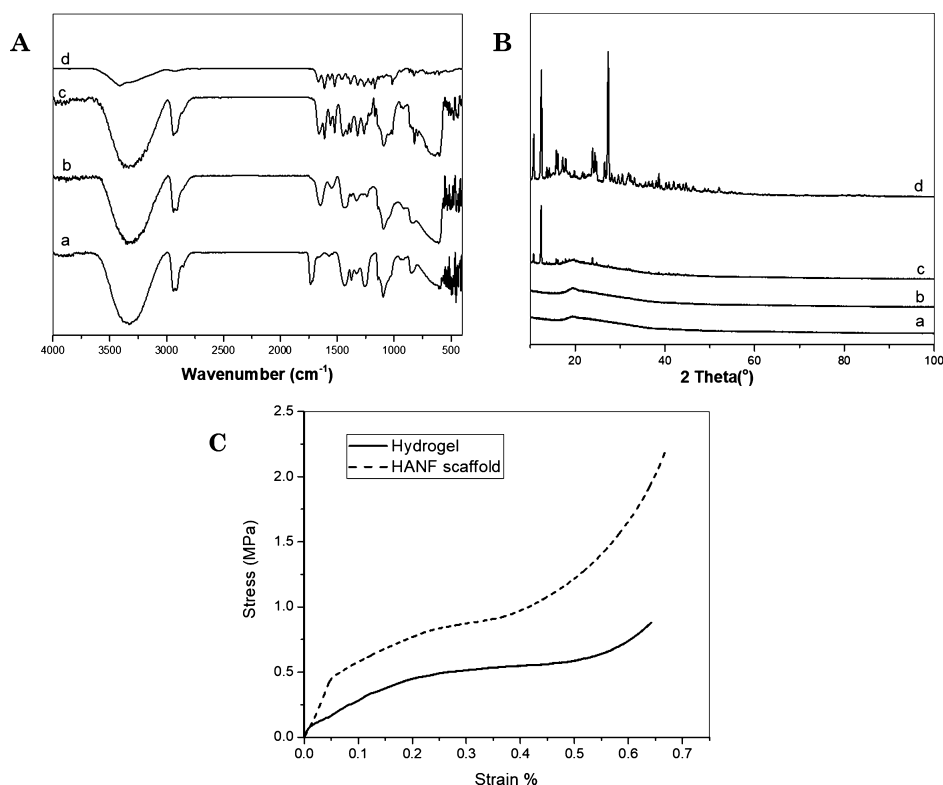 A
d
c
b
a
4000 3500 3000 2500 2000 1500 1000 500
Wavenumber (cm-1)
B
d
c
b
a
20 40 60 80 100
2 Theta(o)
C
Hydrogel
HANF scaffold
2.5
2.0
1.5
1.0
0.5
0.0
Stress (MPa)
0.0 0.1 0.2 0.3 0.4 0.5 0.6 0.7
Strain %